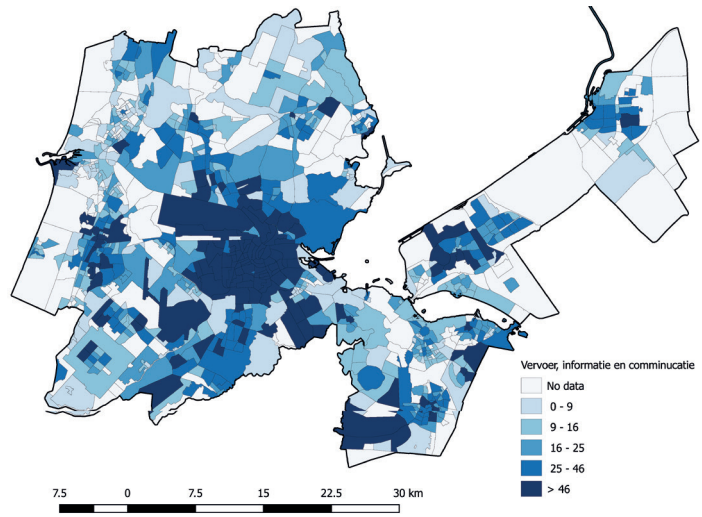 Vervoer, informatie en comminucatie
No data
0 - 9
9 - 16
16 - 25
25 - 46
> 46
7.5 0 7.5 15 22.5 30 km